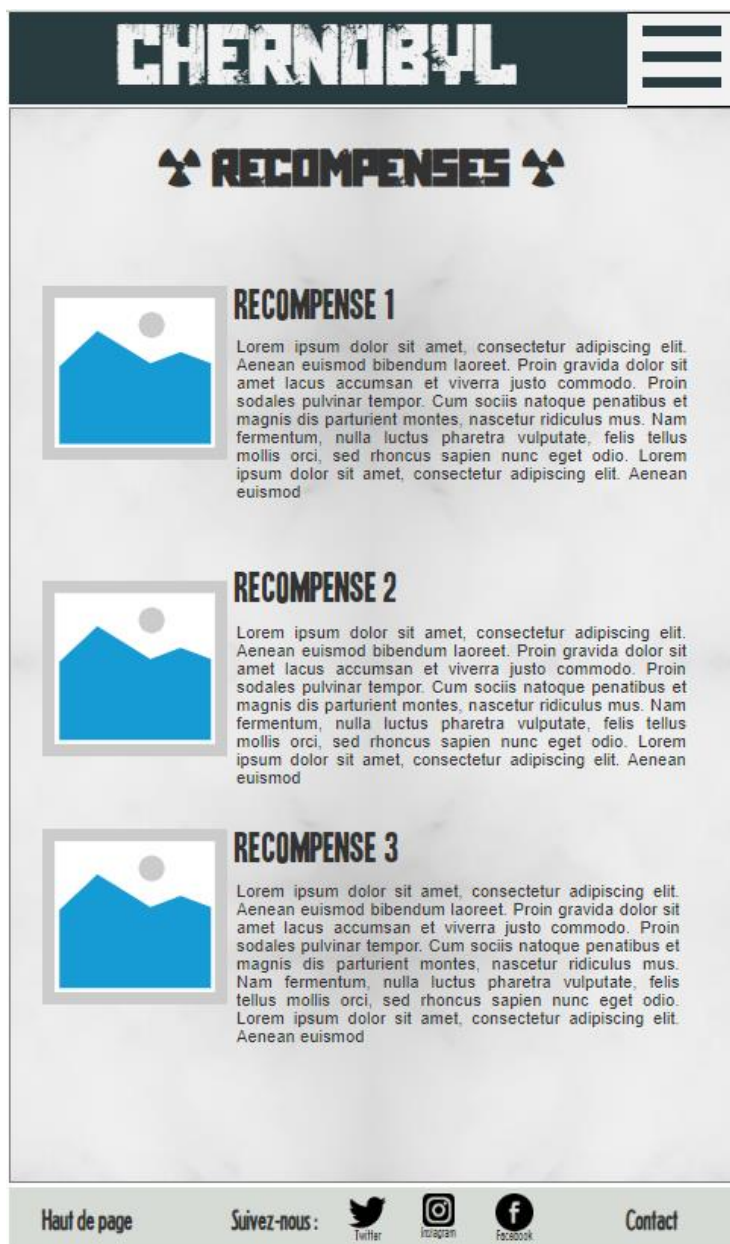 CHERNOBYL
RECOMPENSES
RECOMPENSE 1
Lorem ipsum dolor sit amet, consectetur adipiscing elit.
Aenean euismod bibendum laoreet. Proin gravida dolor sit
amet lacus accumsan et viverra justo commodo. Proin
sodales pulvinar tempor. Cum sociis natoque penatibus et
magnis dis parturient montes, nascetur ridiculus mus. Nam
fermentum, nulla luctus pharetra vulputate, felis tellus
mollis orci, sed rhoncus sapien nunc eget odio. Lorem
ipsum dolor sit amet, consectetur adipiscing elit. Aenean
euismod
RECOMPENSE 2
Lorem ipsum dolor sit amet, consectetur adipiscing elit.
Aenean euismod bibendum laoreet. Proin gravida dolor sit
amet lacus accumsan et viverra justo commodo. Proin
sodales pulvinar tempor. Cum sociis natoque penatibus et
magnis dis parturient montes, nascetur ridiculus mus. Nam
fermentum, nulla luctus pharetra vulputate, felis tellus
mollis orci, sed rhoncus sapien nunc eget odio. Lorem
ipsum dolor sit amet, consectetur adipiscing elit. Aenean
euismod
RECOMPENSE 3
Lorem ipsum dolor sit amet, consectetur adipiscing elit.
Aenean euismod bibendum laoreet. Proin gravida dolor sit
amet lacus accumsan et viverra justo commodo. Proin
sodales pulvinar tempor. Cum sociis natoque penatibus et
magnis dis parturient montes, nascetur ridiculus mus.
Nam fermentum, nulla luctus pharetra vulputate, felis
tellus mollis orci, sed rhoncus sapien nunc eget odio.
Lorem ipsum dolor sit amet, consectetur adipiscing elit.
Aenean euismod
Haut de page Suivez-nous : Contact
Twitter Instagram Facebook